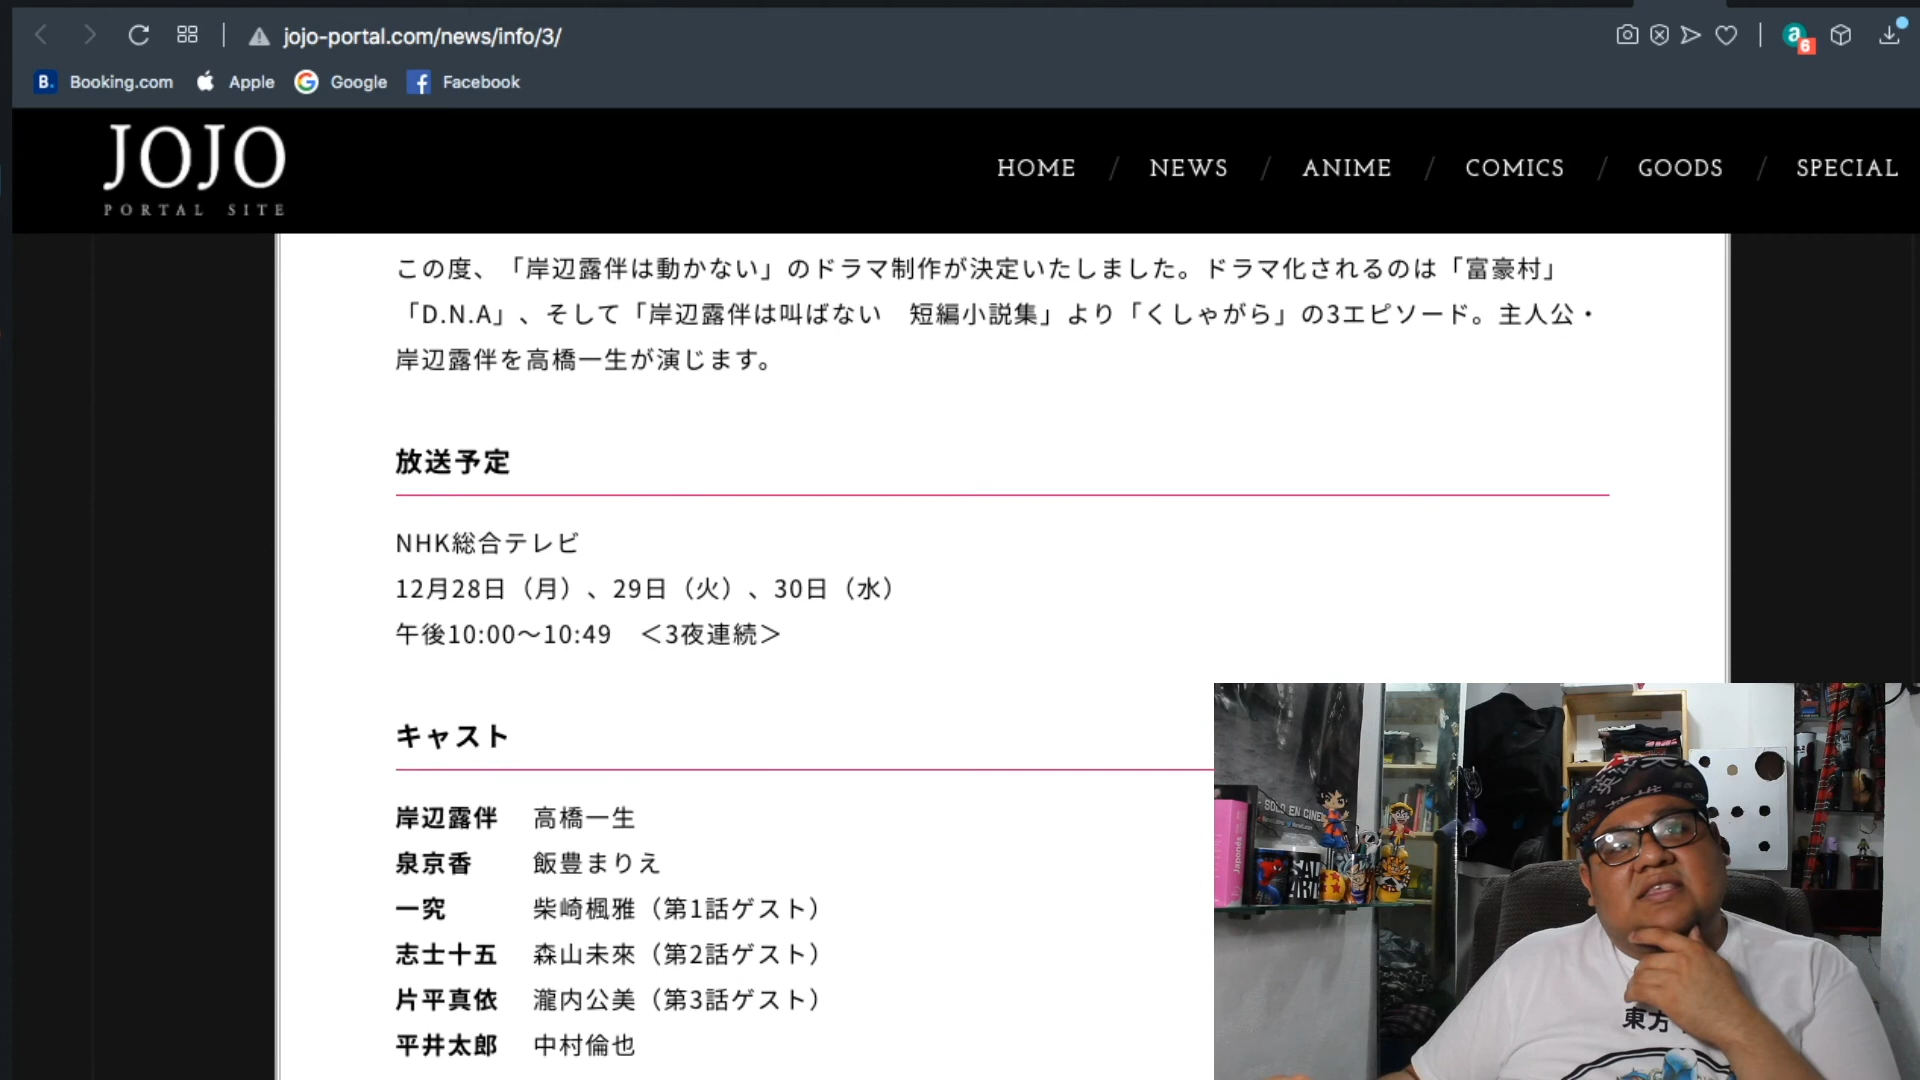 jojo-portal.com/news/info/3/
B. Booking.com Apple Google Facebook
a 6
JOJO
PORTAL SITE
HOME / NEWS / ANIME / COMICS / GOODS / SPECIAL
この度、「岸辺露伴は動かない」のドラマ制作が決定いたしました。ドラマ化されるのは「富豪村」
「D.N.A」、そして「岸辺露伴は叫ばない　短編小説集」より「くしゃがら」の3エピソード。主人公・
岸辺露伴を高橋一生が演じます。
放送予定
NHK総合テレビ
12月28日（月）、29日（火）、30日（水）
午後10:00～10:49　＜3夜連続＞
キャスト
岸辺露伴 高橋一生
泉京香 飯豊まりえ
一究 柴崎楓雅（第1話ゲスト）
志士十五 森山未來（第2話ゲスト）
片平真依 瀧内公美（第3話ゲスト）
平井太郎 中村倫也
SOLO EN CINE
Japonés
東方